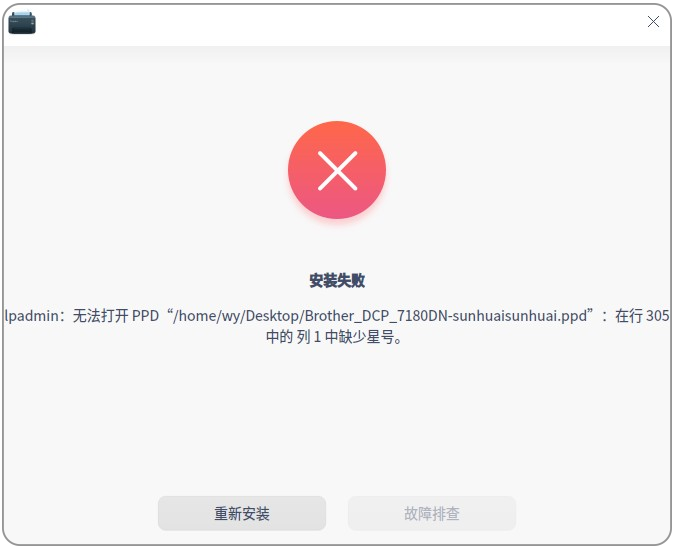 安装失败
lpadmin：无法打开 PPD“/home/wy/Desktop/Brother_DCP_7180DN-sunhuaisunhuai.ppd”：在行 305
中的 列 1 中缺少星号。
重新安装
故障排查